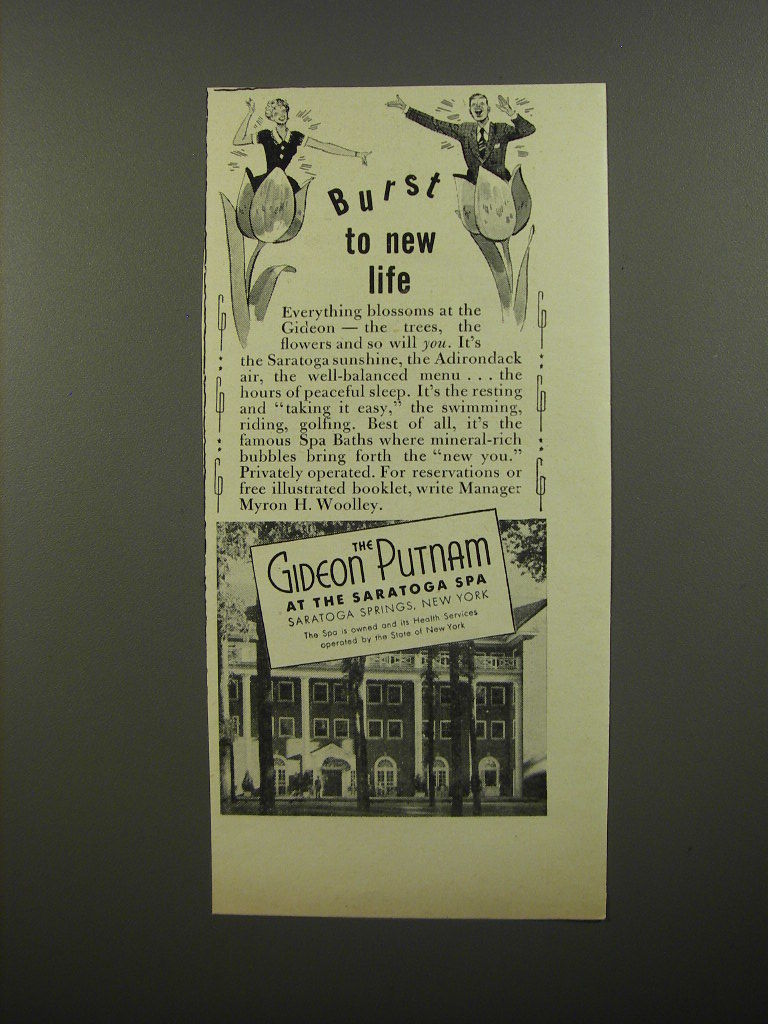 Burst
to new
life
Everything blossoms at the
Gideon — the trees, the
flowers and so will you. It's
the Saratoga sunshine, the Adirondack
air, the well-balanced menu . . . the
hours of peaceful sleep. It's the resting
and "taking it easy," the swimming,
riding, golfing. Best of all, it's the
famous Spa Baths where mineral-rich
bubbles bring forth the "new you."
Privately operated. For reservations or
free illustrated booklet, write Manager
Myron H. Woolley.
THE
GIDEON PUTNAM
AT THE SARATOGA SPA
SARATOGA SPRINGS, NEW YORK
The Spa is owned and its Health Services
operated by the State of New York